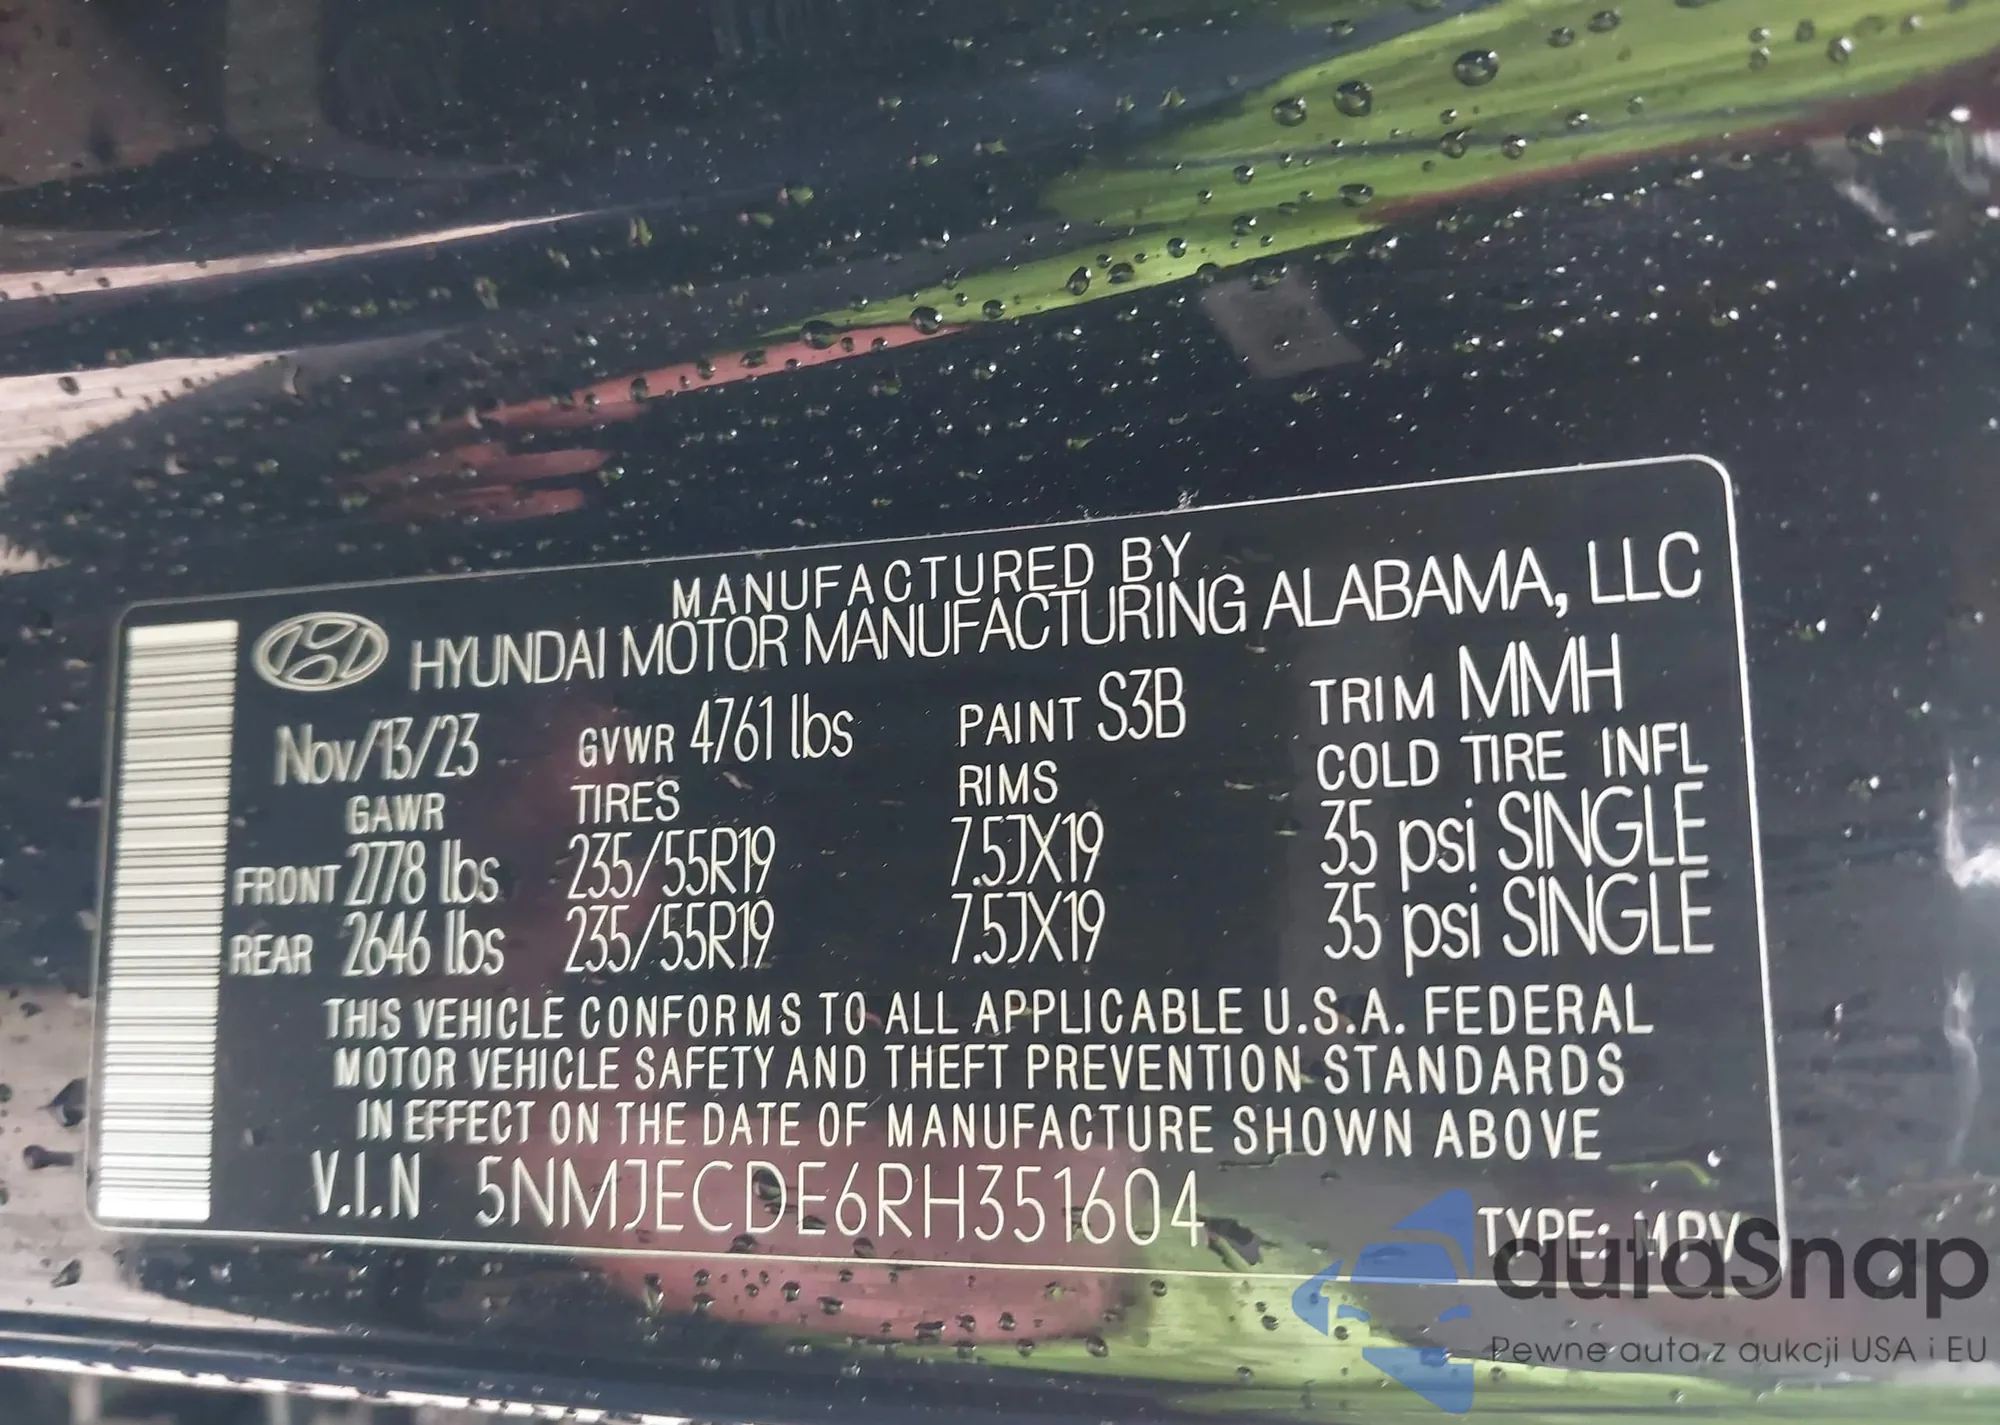 MANUFACTURED BY
HYUNDAI MOTOR MANUFACTURING ALABAMA, LLC
Nov/13/23 GVWR 4761 lbs PAINT S3B TRIM MMH
GAWR TIRES RIMS COLD TIRE INFL
FRONT 2778 lbs 235/55R19 7.5JX19 35 psi SINGLE
REAR 2646 lbs 235/55R19 7.5JX19 35 psi SINGLE
THIS VEHICLE CONFORMS TO ALL APPLICABLE U.S.A. FEDERAL
MOTOR VEHICLE SAFETY AND THEFT PREVENTION STANDARDS
IN EFFECT ON THE DATE OF MANUFACTURE SHOWN ABOVE
V.I.N 5NMJECDE6RH351604 TYPE: MPV
autaSnap
Pewne auta z aukcji USA i EU